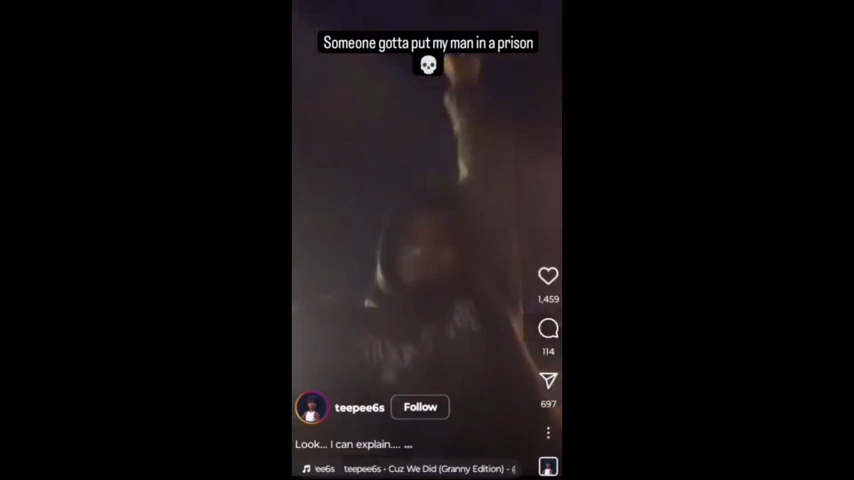 Someone gotta put my man in a prison
💀
1,459
114
697
teepee6s
Follow
Look... I can explain.... ...
teepee6s - Cuz We Did (Granny Edition) -